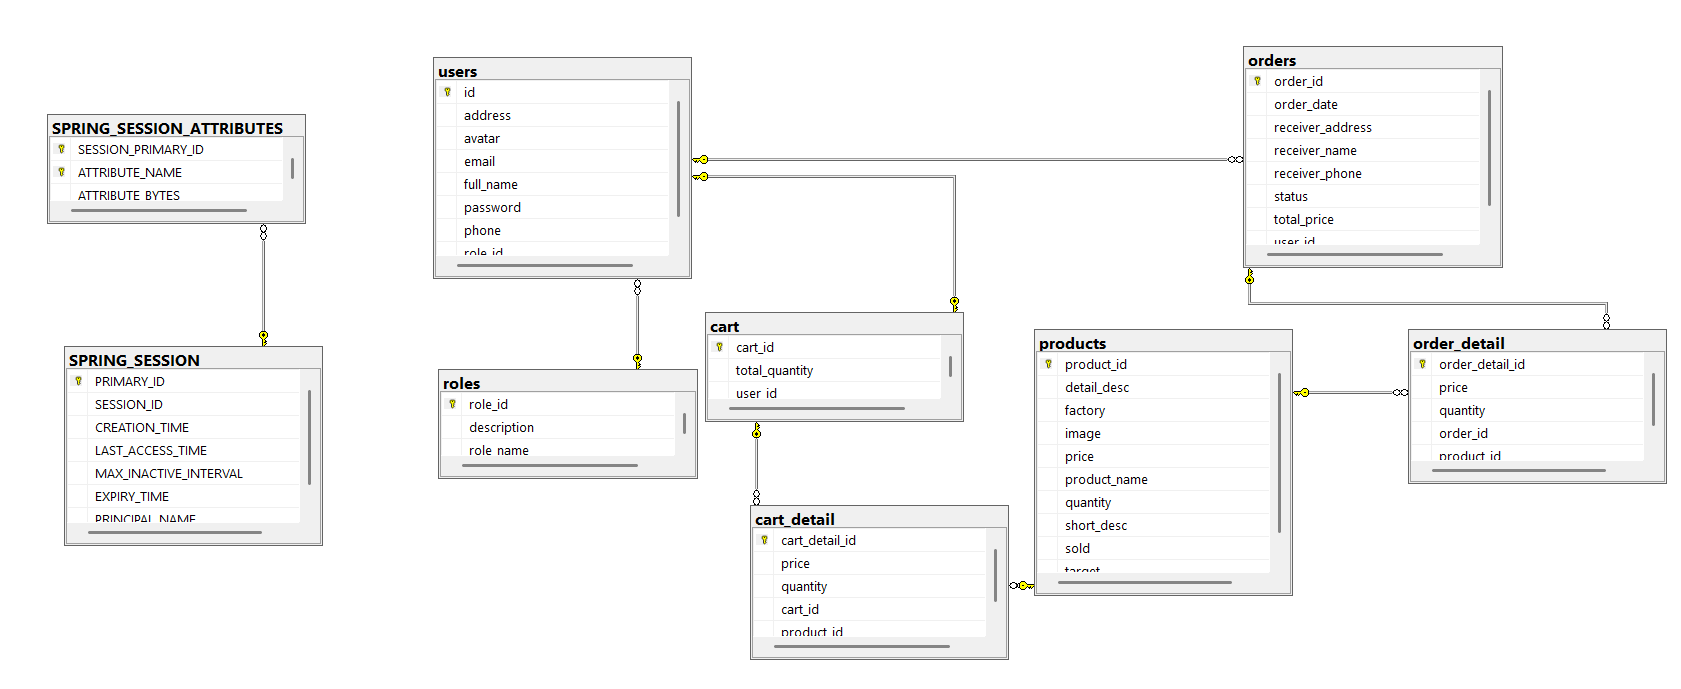 SPRING_SESSION_ATTRIBUTES
SESSION_PRIMARY_ID
ATTRIBUTE_NAME
ATTRIBUTE_BYTES
SPRING_SESSION
PRIMARY_ID
SESSION_ID
CREATION_TIME
LAST_ACCESS_TIME
MAX_INACTIVE_INTERVAL
EXPIRY_TIME
PRINCIPAL_NAME
users
id
address
avatar
email
full_name
password
phone
role_id
roles
role_id
description
role_name
cart
cart_id
total_quantity
user_id
cart_detail
cart_detail_id
price
quantity
cart_id
product_id
products
product_id
detail_desc
factory
image
price
product_name
quantity
short_desc
sold
target
orders
order_id
order_date
receiver_address
receiver_name
receiver_phone
status
total_price
user_id
order_detail
order_detail_id
price
quantity
order_id
product_id